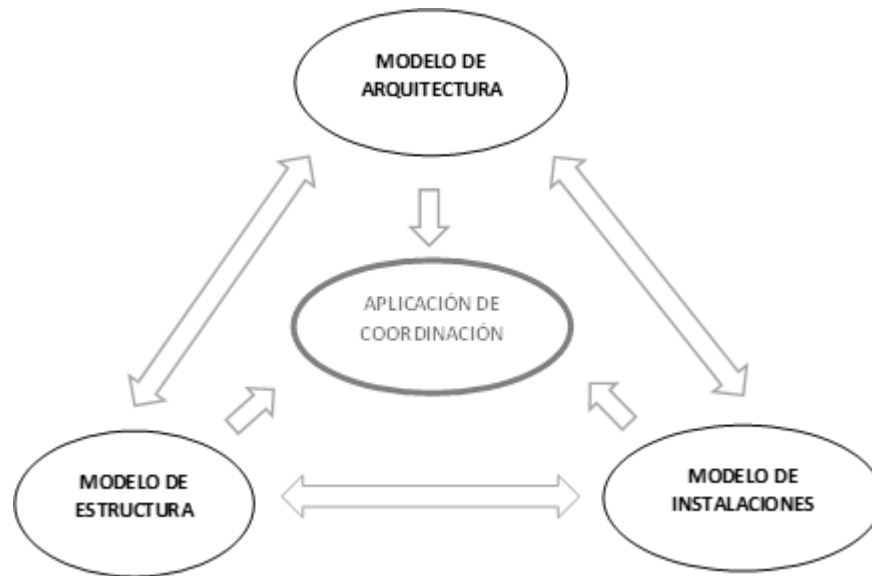 MODELO DE
ARQUITECTURA
APLICACIÓN DE
COORDINACIÓN
MODELO DE
ESTRUCTURA
MODELO DE
INSTALACIONES